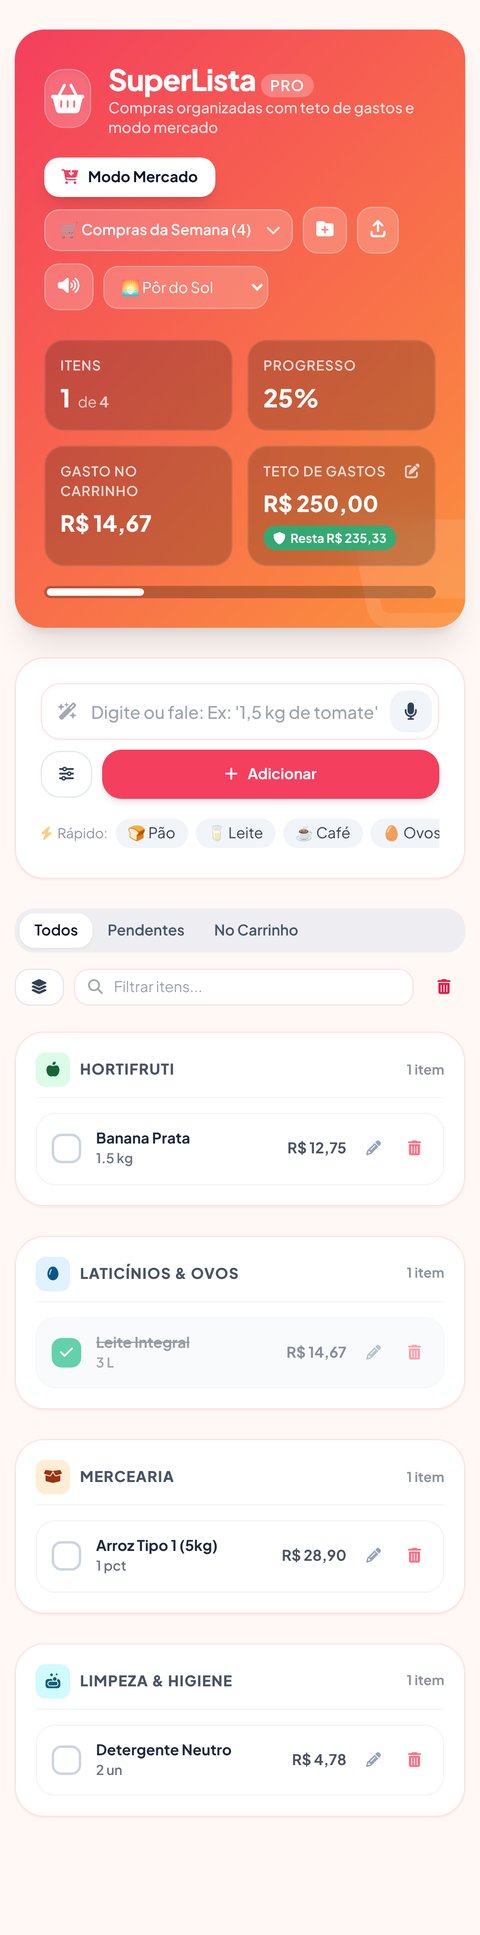 SuperLista PRO
Compras organizadas com teto de gastos e
modo mercado
Modo Mercado
Compras da Semana (4)
Pôr do Sol
ITENS
1 de 4
PROGRESSO
25%
GASTO NO
CARRINHO
R$ 14,67
TETO DE GASTOS
R$ 250,00
Resta R$ 235,33
Digite ou fale: Ex: '1,5 kg de tomate'
+ Adicionar
Rápido: Pão Leite Café Ovos
Todos Pendentes No Carrinho
Filtrar itens...
HORTIFRUTI 1 item
Banana Prata R$ 12,75
1.5 kg
LATICÍNIOS & OVOS 1 item
Leite Integral R$ 14,67
3 L
MERCEARIA 1 item
Arroz Tipo 1 (5kg) R$ 28,90
1 pct
LIMPEZA & HIGIENE 1 item
Detergente Neutro R$ 4,78
2 un